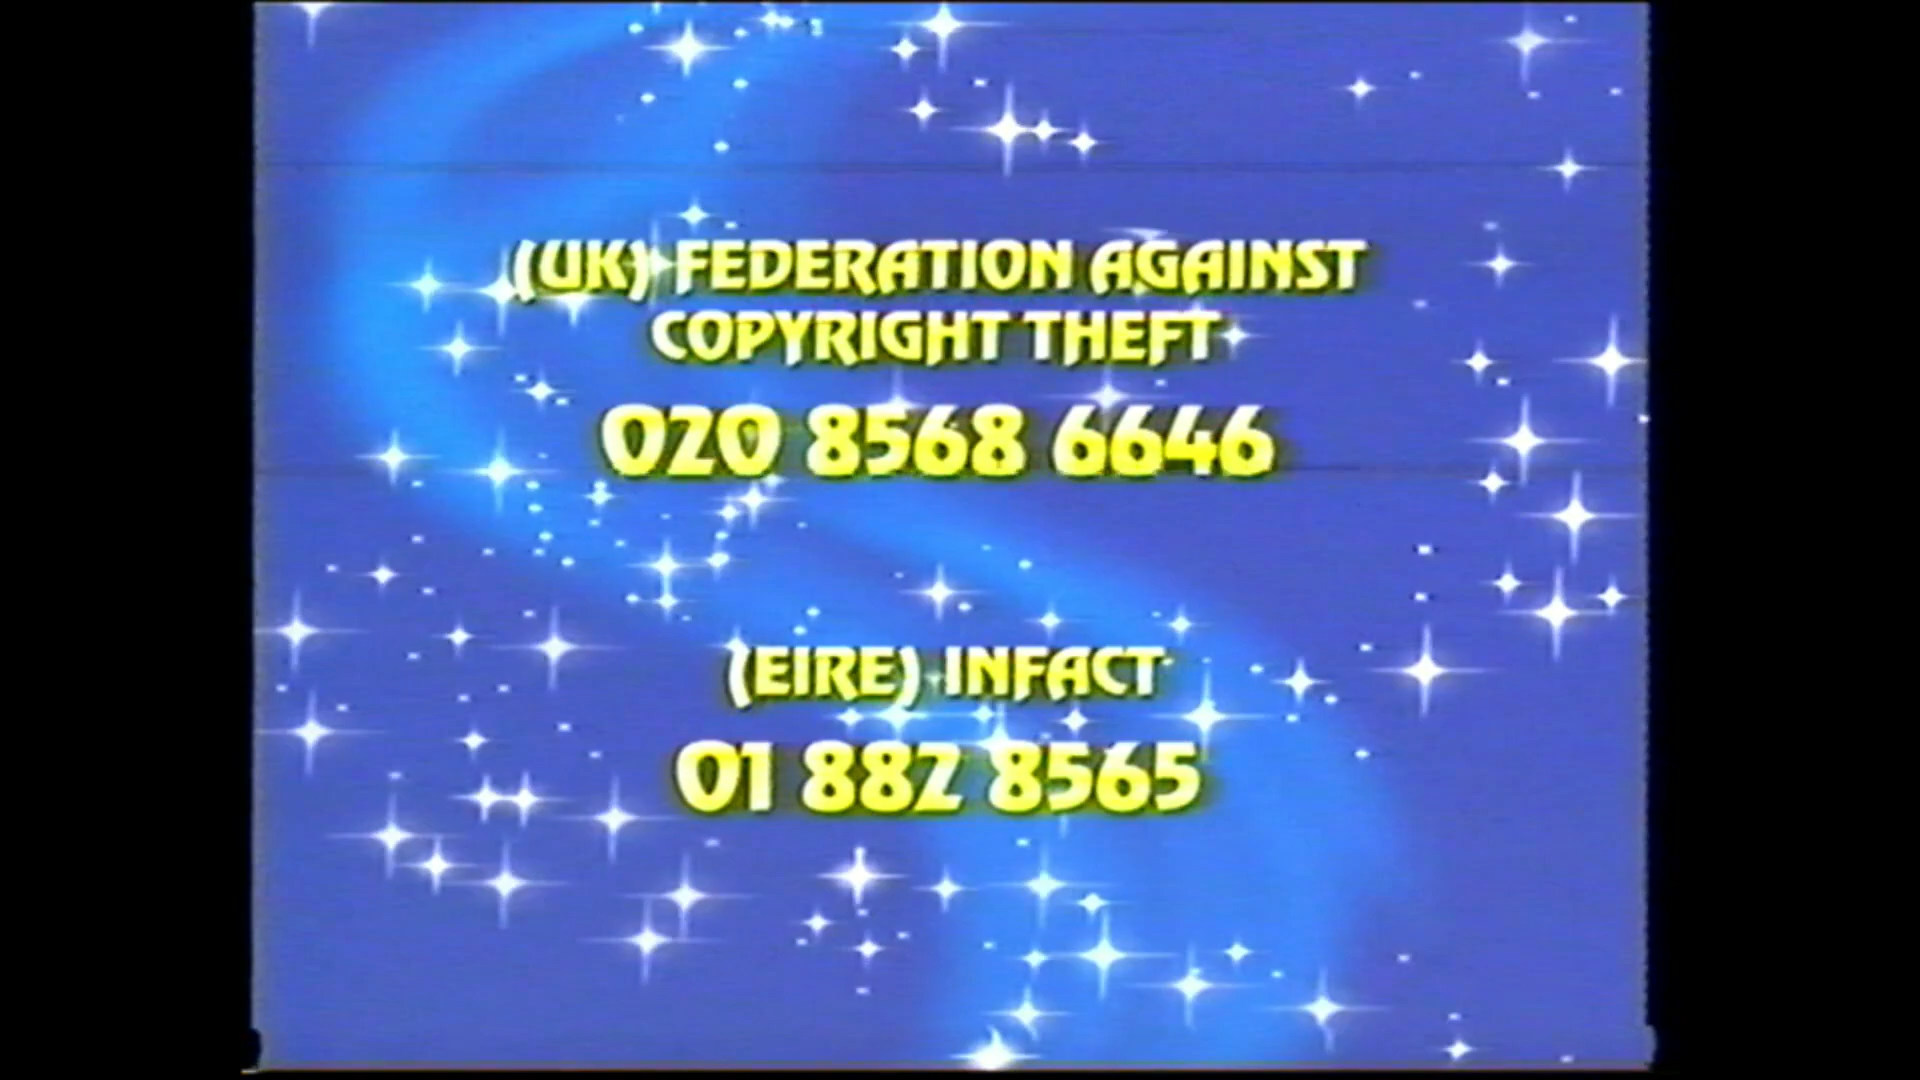 (UK) FEDERATION AGAINST
COPYRIGHT THEFT
020 8568 6646
(EIRE) INFACT
01 882 8565